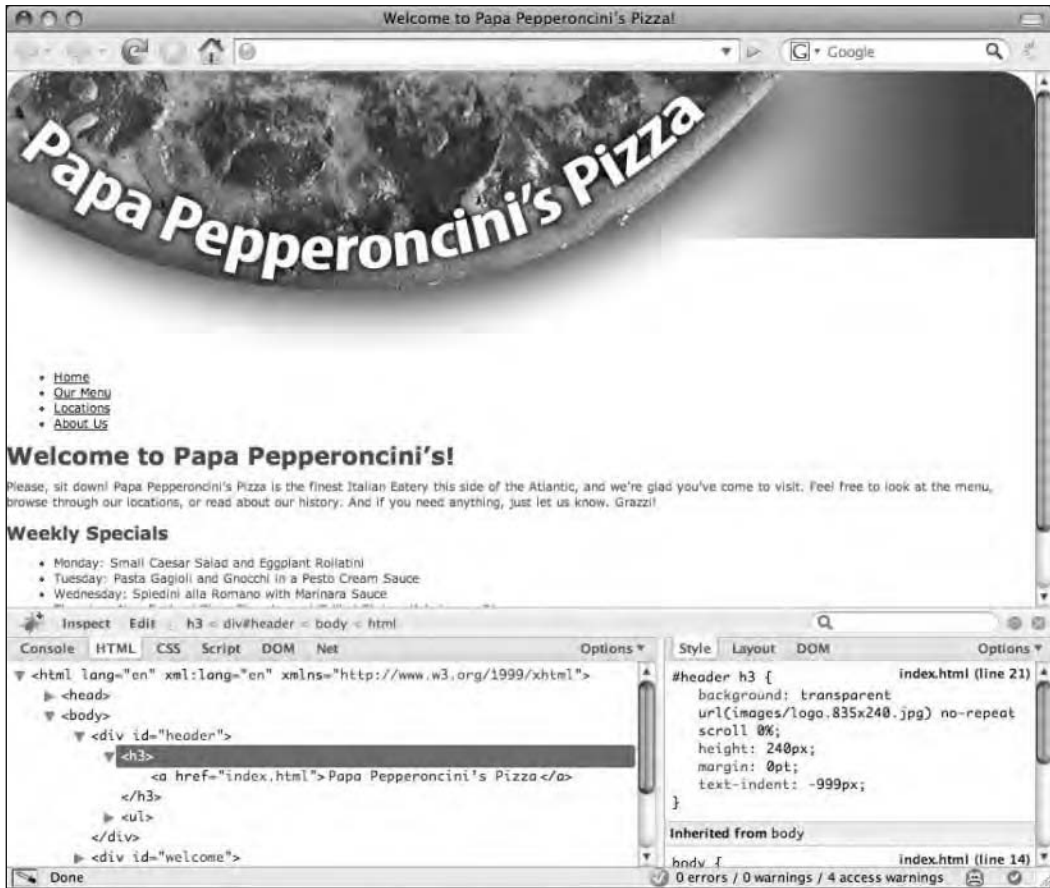 Welcome to Papa Pepperoncini's Pizza!
G Google
Papa Pepperoncini's Pizza
• Home
• Our Menu
• Locations
• About Us
Welcome to Papa Pepperoncini's!
Please, sit down! Papa Pepperoncini's Pizza is the finest Italian Eatery this side of the Atlantic, and we're glad you've come to visit. Feel free to look at the menu,
browse through our locations, or read about our history. And if you need anything, just let us know. Grazzi!
Weekly Specials
• Monday: Small Caesar Salad and Eggplant Rollatini
• Tuesday: Pasta Gagioli and Gnocchi in a Pesto Cream Sauce
• Wednesday: Spiedini alla Romano with Marinara Sauce
Inspect Edit h3 < div#header < body < html
Console HTML CSS Script DOM Net Options
<html lang="en" xml:lang="en" xmlns="http://www.w3.org/1999/xhtml">
<head>
<body>
<div id="header">
<h3>
<a href="index.html">Papa Pepperoncini's Pizza</a>
</h3>
<ul>
</div>
<div id="welcome">
Style Layout DOM Options
#header h3 { index.html (line 21)
background: transparent
url(images/logo.835x240.jpg) no-repeat
scroll 0%;
height: 240px;
margin: 0pt;
text-indent: -999px;
}
Inherited from body
body { index.html (line 14)
Done
0 errors / 0 warnings / 4 access warnings